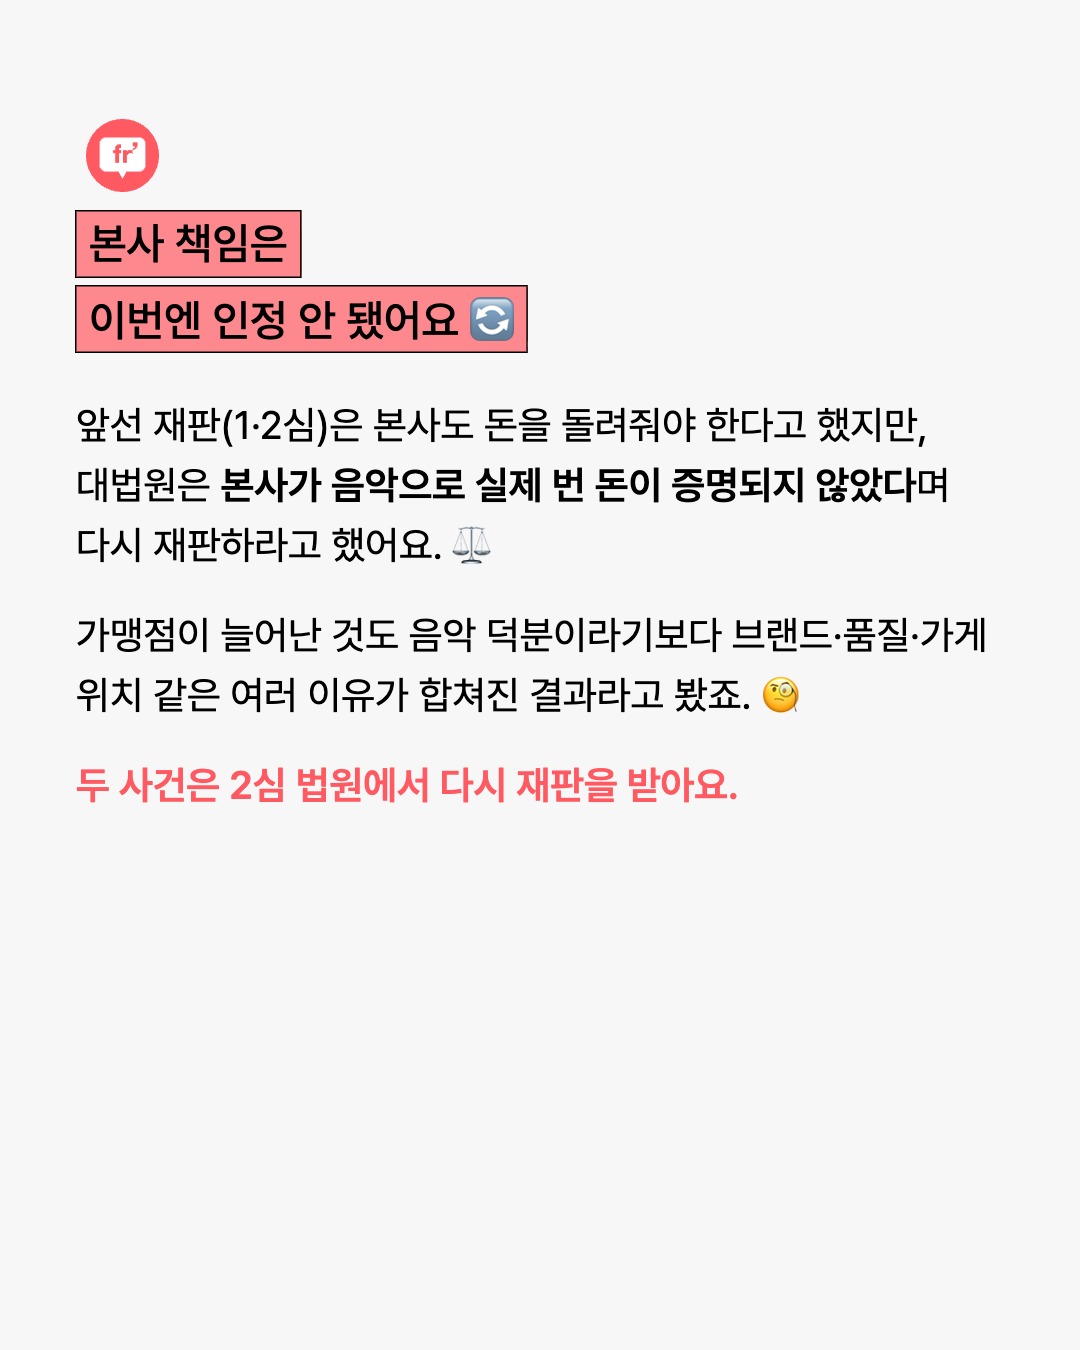 fr'
본사 책임은
이번엔 인정 안 됐어요 🔄
앞선 재판(1·2심)은 본사도 돈을 돌려줘야 한다고 했지만,
대법원은 본사가 음악으로 실제 번 돈이 증명되지 않았다며
다시 재판하라고 했어요. ⚖️
가맹점이 늘어난 것도 음악 덕분이라기보다 브랜드·품질·가게
위치 같은 여러 이유가 합쳐진 결과라고 봤죠. 🧐
두 사건은 2심 법원에서 다시 재판을 받아요.